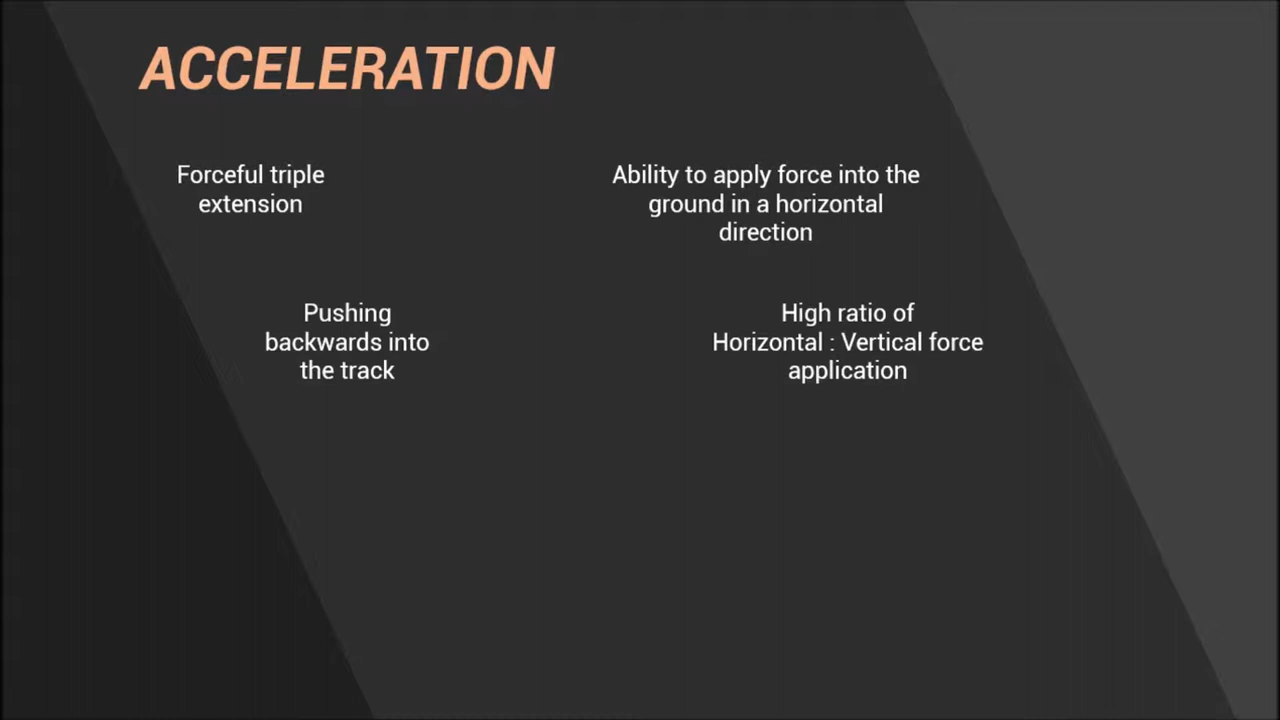 ACCELERATION
Forceful triple
extension
Ability to apply force into the
ground in a horizontal
direction
Pushing
backwards into
the track
High ratio of
Horizontal : Vertical force
application